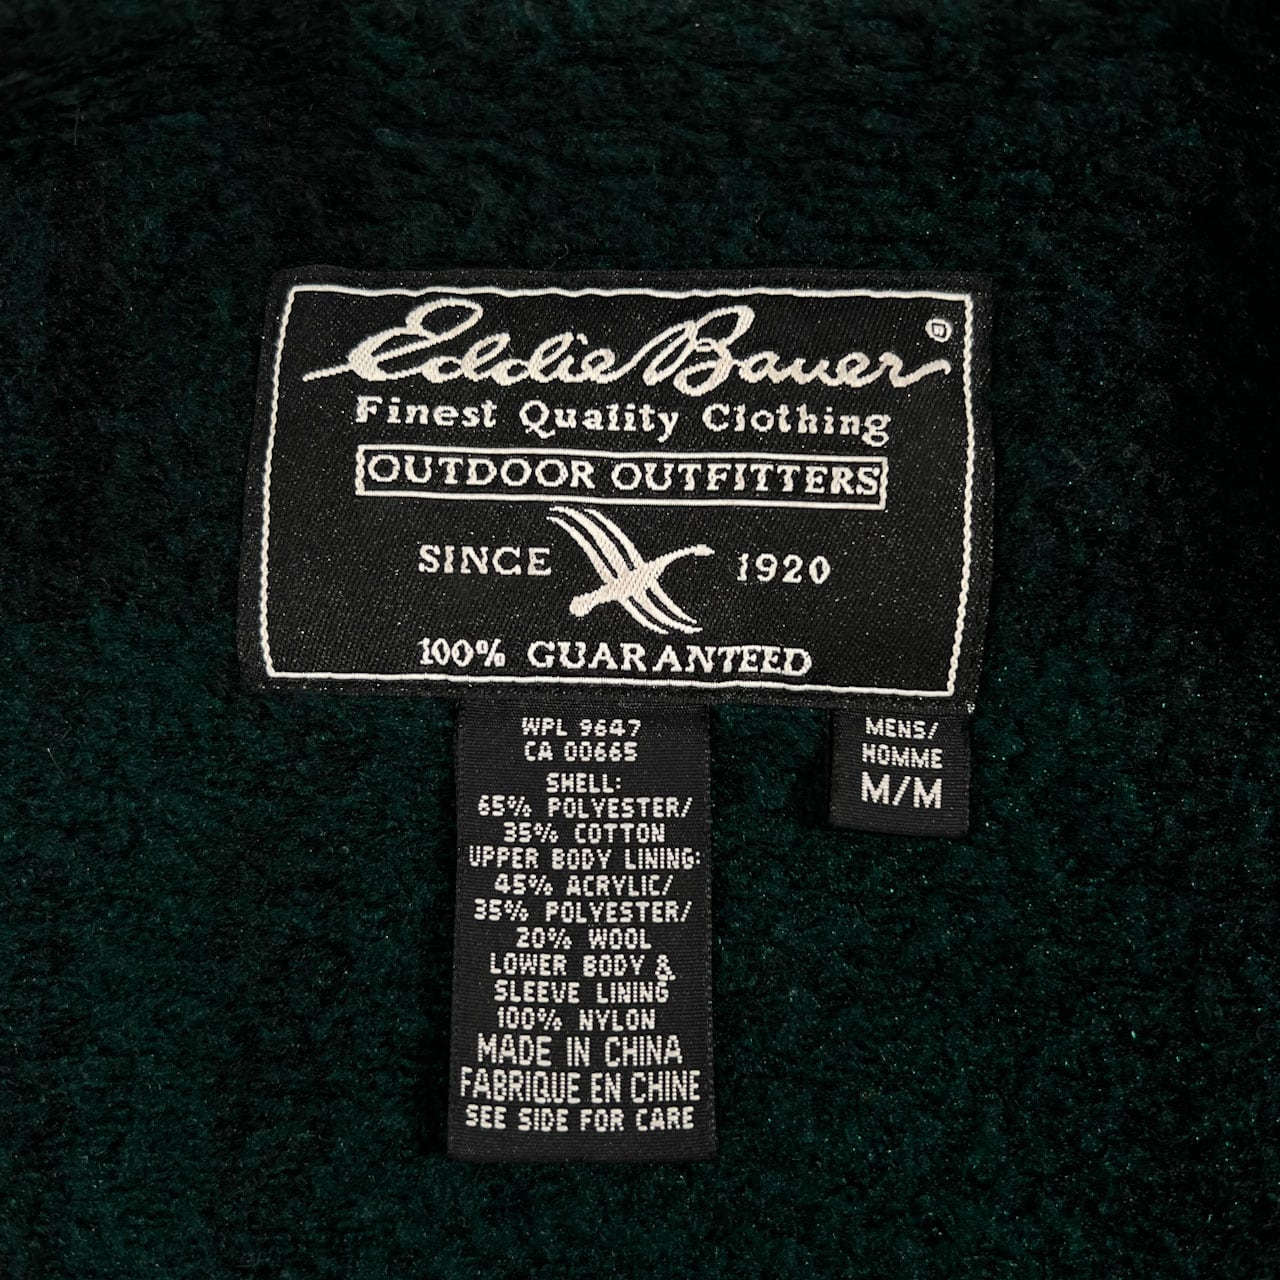 Eddie Bauer®
Finest Quality Clothing
OUTDOOR OUTFITTERS
SINCE 1920
100% GUARANTEED
WPL 9647
CA 00665
SHELL:
65% POLYESTER/
35% COTTON
UPPER BODY LINING:
45% ACRYLIC/
35% POLYESTER/
20% WOOL
LOWER BODY &
SLEEVE LINING
100% NYLON
MADE IN CHINA
FABRIQUE EN CHINE
SEE SIDE FOR CARE
MENS/
HOMME
M/M